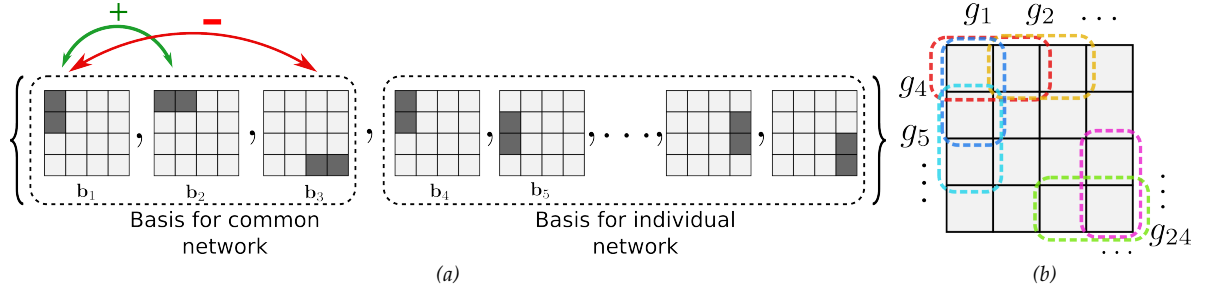 + −
g1 g2 ...
g4
g5
{ , , , , , ..., , }
b1 b2 b3 b4 b5
g24
Basis for common network
Basis for individual network
(a) (b)